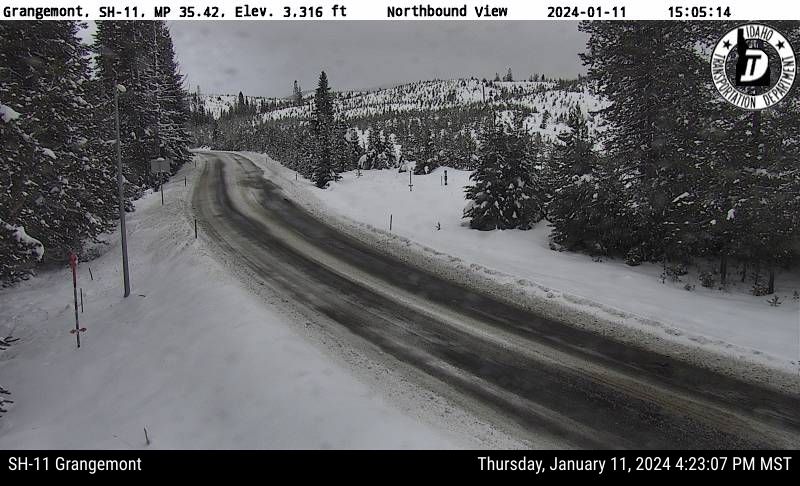 Grangemont, SH-11, MP 35.42, Elev. 3,316 ft Northbound View 2024-01-11 15:05:14
IDAHO
TRANSPORTATION DEPARTMENT
SH-11 Grangemont Thursday, January 11, 2024 4:23:07 PM MST